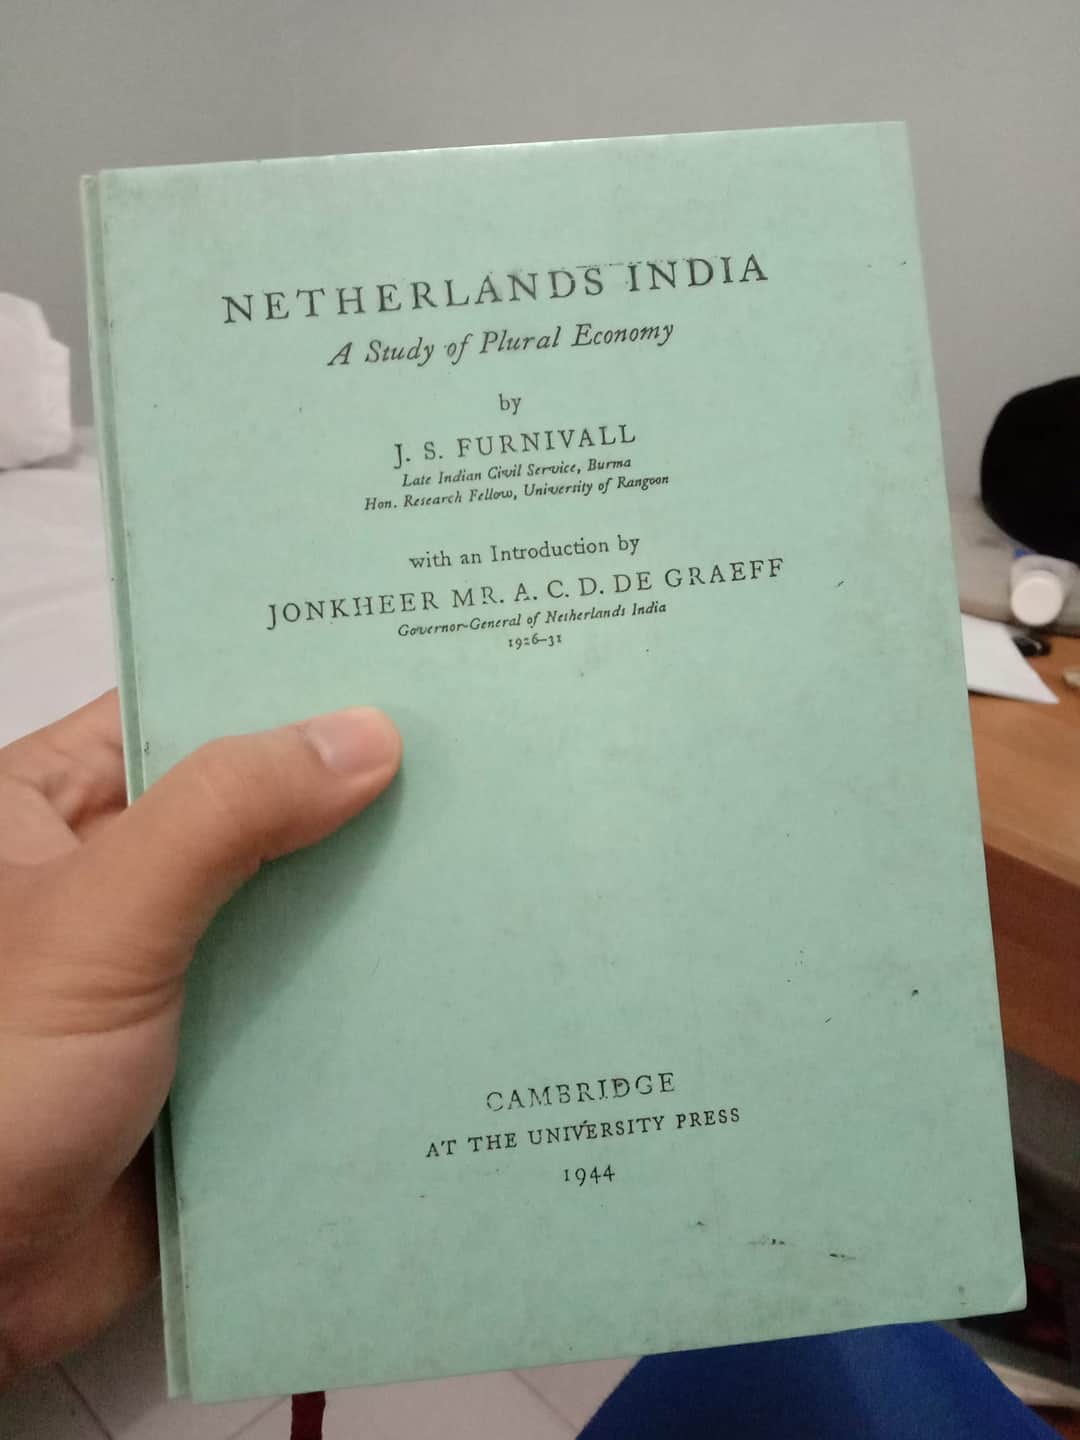 NETHERLANDS INDIA
A Study of Plural Economy
by
J. S. FURNIVALL
Late Indian Civil Service, Burma
Hon. Research Fellow, University of Rangoon
with an Introduction by
JONKHEER MR. A. C. D. DE GRAEFF
Governor-General of Netherlands India
1926–31
CAMBRIDGE
AT THE UNIVERSITY PRESS
1944